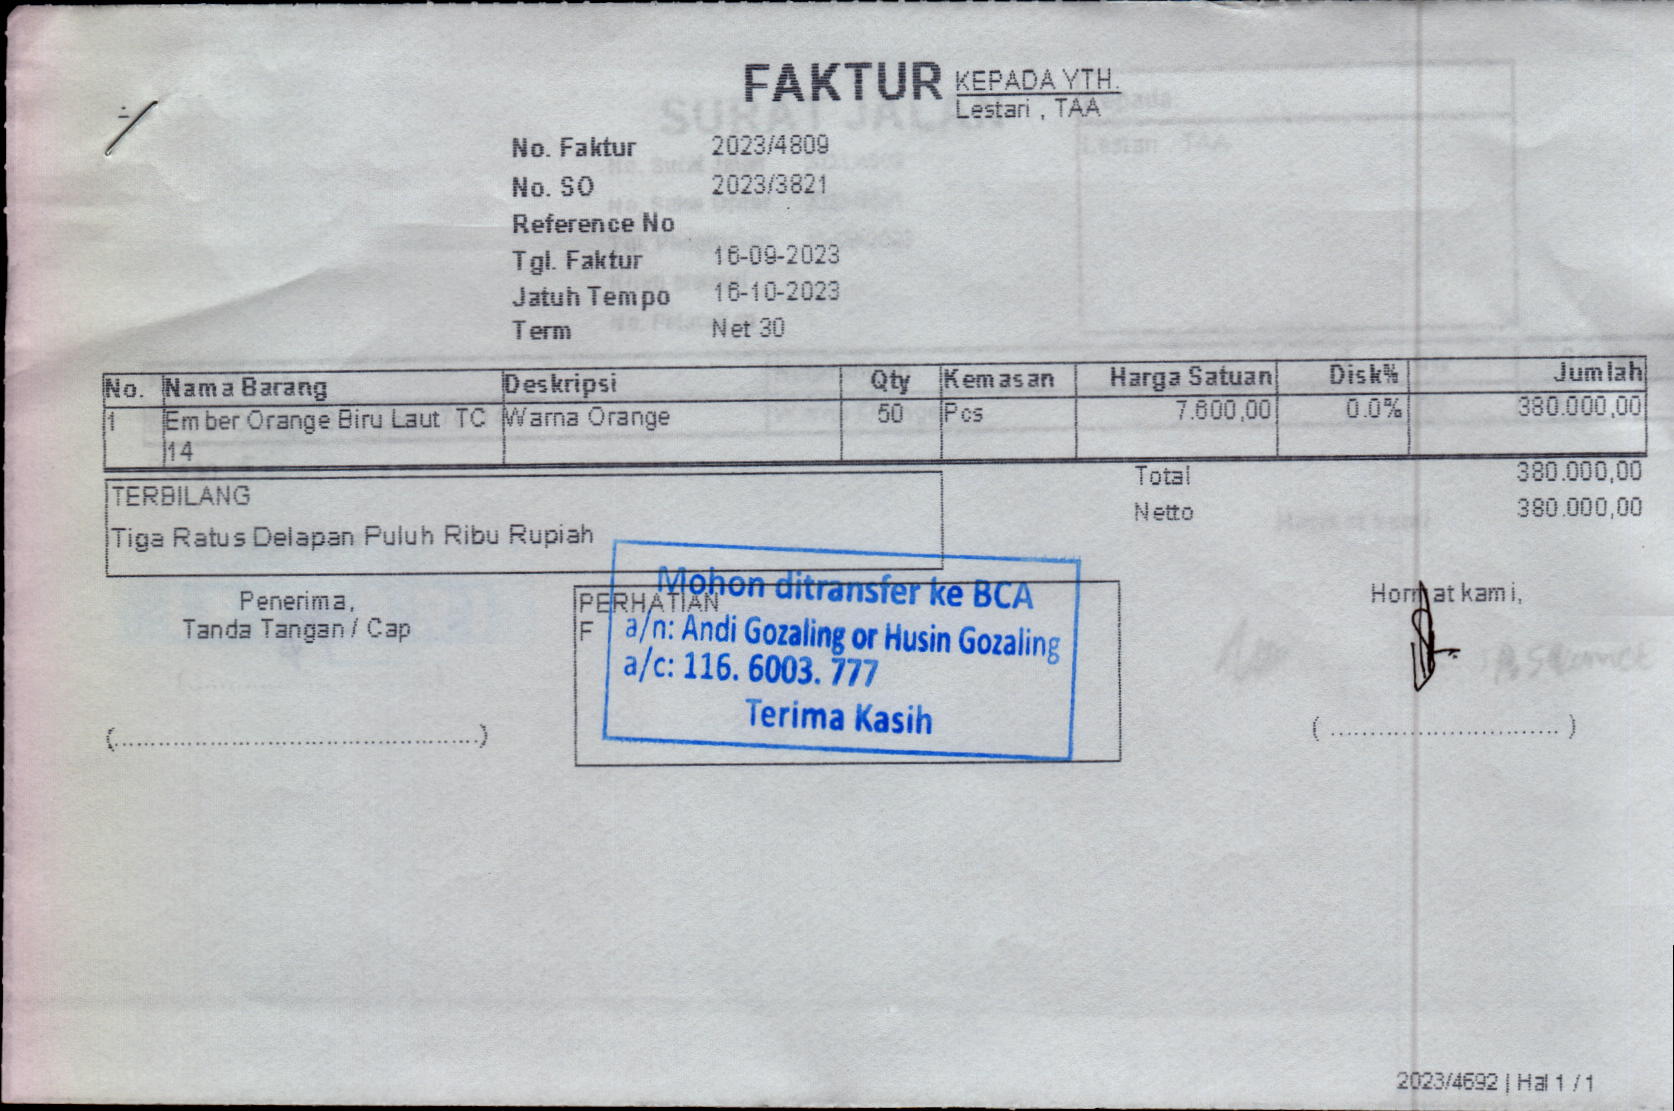 FAKTUR
KEPADA YTH.
Lestari , TAA
No. Faktur 2023/4809
No. SO 2023/3821
Reference No
Tgl. Faktur 16-09-2023
Jatuh Tempo 16-10-2023
Term Net 30
No. Nama Barang Deskripsi Qty Kemasan Harga Satuan Disk% Jumlah
1 Ember Orange Biru Laut TC Warna Orange 50 Pcs 7.600,00 0.0% 380.000,00
14
Total 380.000,00
TERBILANG
Netto 380.000,00
Tiga Ratus Delapan Puluh Ribu Rupiah
Penerima,
Tanda Tangan / Cap
(............................................)
PERHATIAN
F
Mohon ditransfer ke BCA
a/n: Andi Gozaling or Husin Gozaling
a/c: 116. 6003. 777
Terima Kasih
Hormat kami,
( ............................ )
2023/4692 | Hal 1 / 1